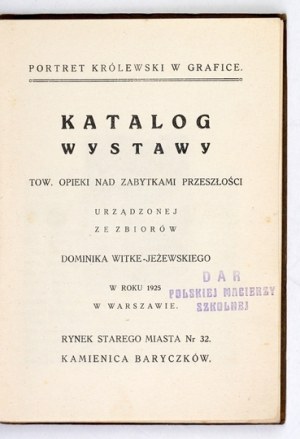 PORTRET KRÓLEWSKI W GRAFICE.
KATALOG
WYSTAWY
TOW. OPIEKI NAD ZABYTKAMI PRZESZŁOŚCI
URZĄDZONEJ
ZE ZBIORÓW
DOMINIKA WITKE-JEŻEWSKIEGO
W ROKU 1925
W WARSZAWIE.
DAR
POLSKIEJ MACIERZY
SZKOLNEJ
RYNEK STAREGO MIASTA Nr 32.
KAMIENICA BARYCZKÓW.